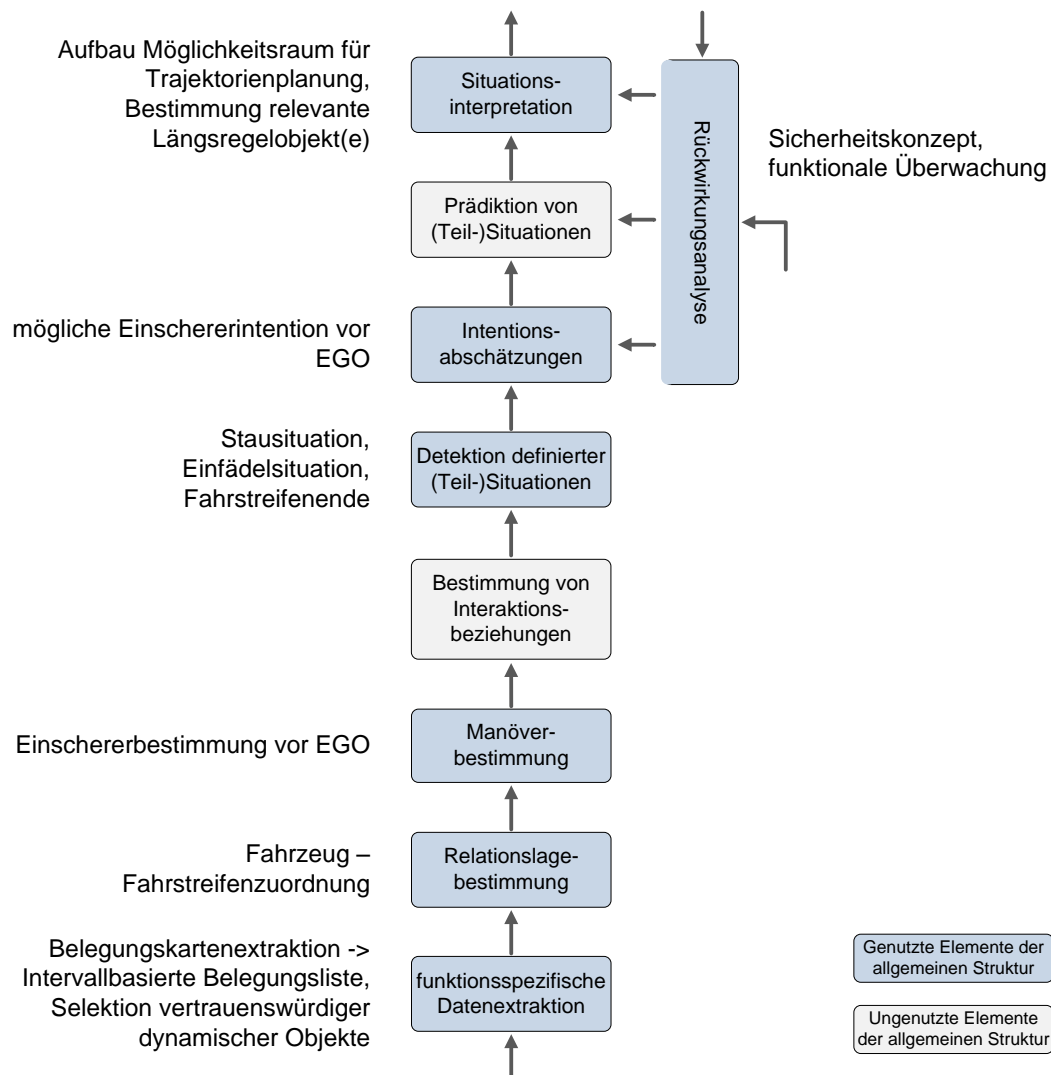 Aufbau Möglichkeitsraum für
Trajektorienplanung,
Bestimmung relevante
Längsregelobjekt(e)
Situations-
interpretation
Rückwirkungsanalyse
Sicherheitskonzept,
funktionale Überwachung
Prädiktion von
(Teil-)Situationen
mögliche Einschererintention vor
EGO
Intentions-
abschätzungen
Stausituation,
Einfädelsituation,
Fahrstreifenende
Detektion definierter
(Teil-)Situationen
Bestimmung von
Interaktions-
beziehungen
Einschererbestimmung vor EGO
Manöver-
bestimmung
Fahrzeug –
Fahrstreifenzuordnung
Relationslage-
bestimmung
Belegungskartenextraktion ->
Intervallbasierte Belegungsliste,
Selektion vertrauenswürdiger
dynamischer Objekte
funktionsspezifische
Datenextraktion
Genutzte Elemente der
allgemeinen Struktur
Ungenutzte Elemente
der allgemeinen Struktur